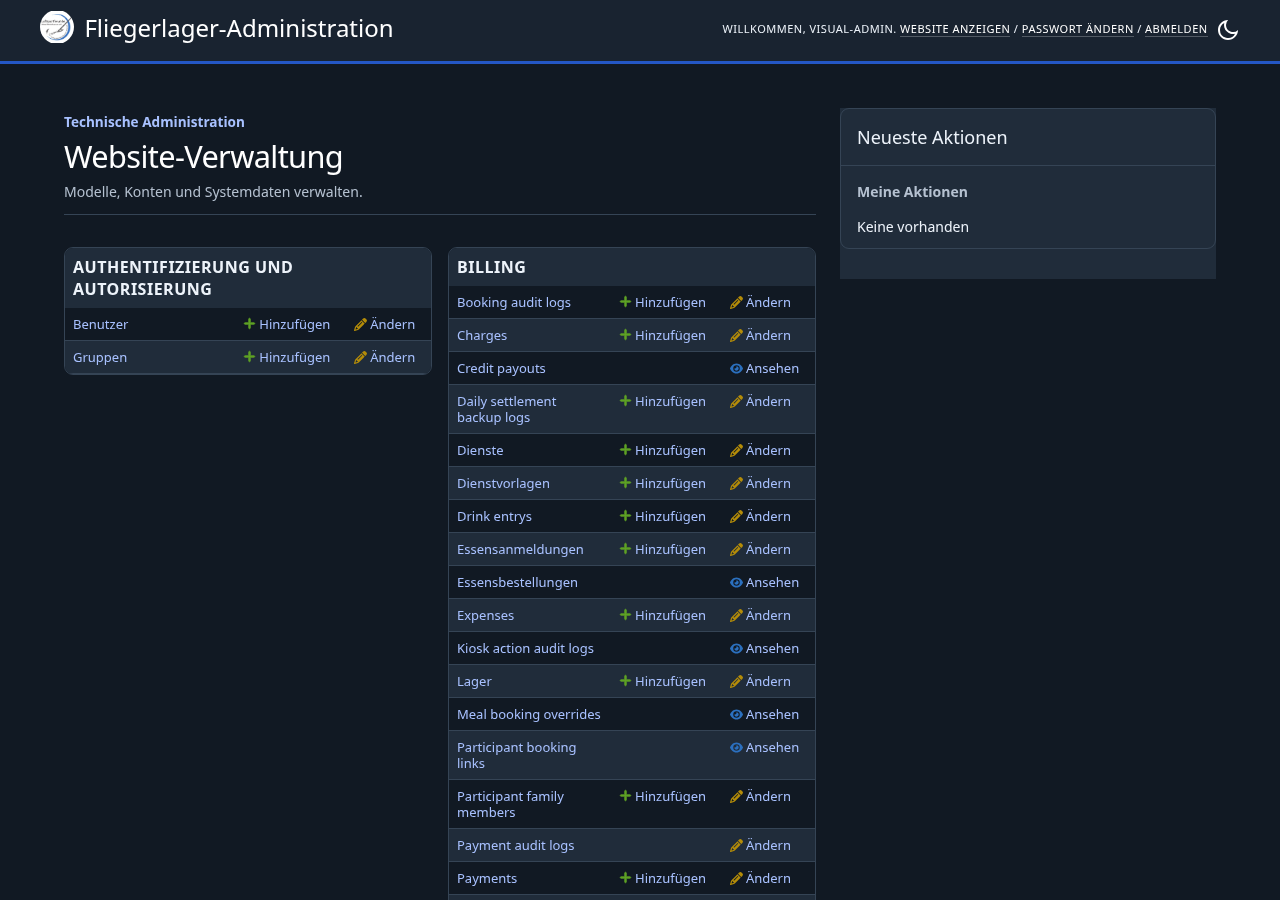 Fliegerlager-Administration
WILLKOMMEN, VISUAL-ADMIN. WEBSITE ANZEIGEN / PASSWORT ÄNDERN / ABMELDEN
Technische Administration
Website-Verwaltung
Modelle, Konten und Systemdaten verwalten.
AUTHENTIFIZIERUNG UND
AUTORISIERUNG
Benutzer Hinzufügen Ändern
Gruppen Hinzufügen Ändern
BILLING
Booking audit logs Hinzufügen Ändern
Charges Hinzufügen Ändern
Credit payouts Ansehen
Daily settlement Hinzufügen Ändern
backup logs
Dienste Hinzufügen Ändern
Dienstvorlagen Hinzufügen Ändern
Drink entrys Hinzufügen Ändern
Essensanmeldungen Hinzufügen Ändern
Essensbestellungen Ansehen
Expenses Hinzufügen Ändern
Kiosk action audit logs Ansehen
Lager Hinzufügen Ändern
Meal booking overrides Ansehen
Participant booking Ansehen
links
Participant family Hinzufügen Ändern
members
Payment audit logs Ändern
Payments Hinzufügen Ändern
Neueste Aktionen
Meine Aktionen
Keine vorhanden